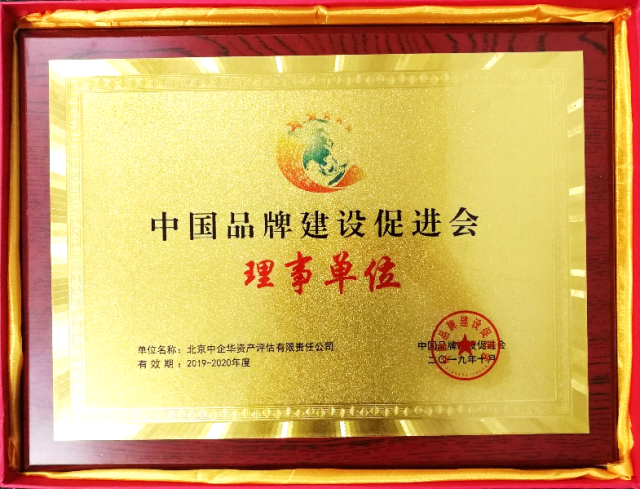 中国品牌建设促进会
理事单位
单位名称：北京中企华资产评估有限责任公司
有效期：2019-2020年度
中国品牌建设促进会
二〇一九年十月